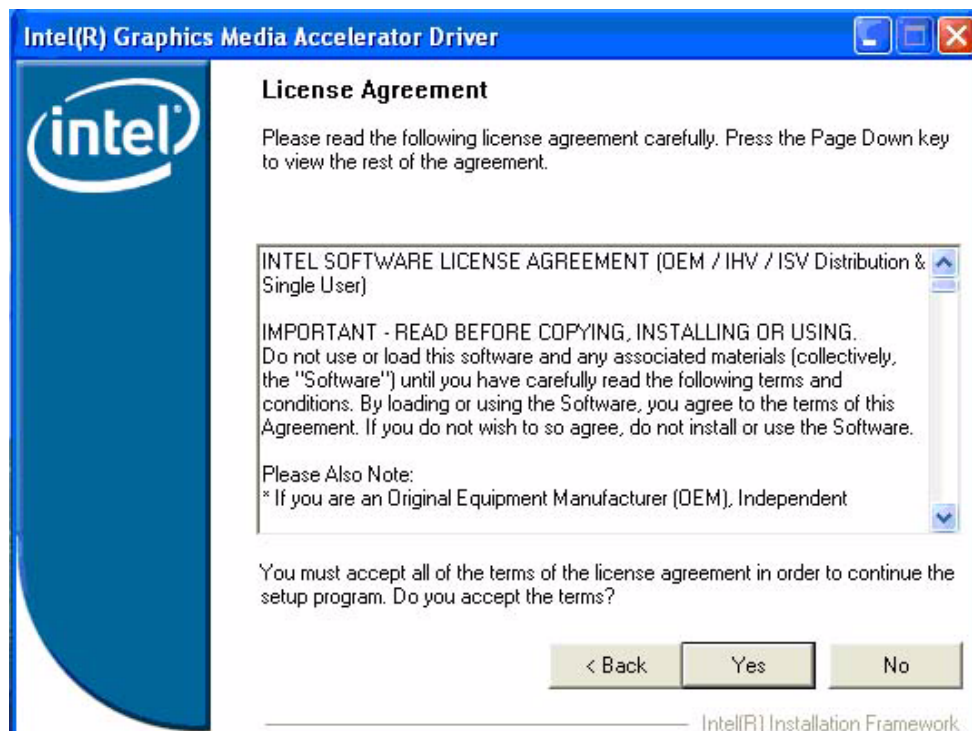 Intel(R) Graphics Media Accelerator Driver
intel
License Agreement
Please read the following license agreement carefully. Press the Page Down key
to view the rest of the agreement.
INTEL SOFTWARE LICENSE AGREEMENT (OEM / IHV / ISV Distribution &
Single User)
IMPORTANT - READ BEFORE COPYING, INSTALLING OR USING.
Do not use or load this software and any associated materials (collectively,
the "Software") until you have carefully read the following terms and
conditions. By loading or using the Software, you agree to the terms of this
Agreement. If you do not wish to so agree, do not install or use the Software.
Please Also Note:
* If you are an Original Equipment Manufacturer (OEM), Independent
You must accept all of the terms of the license agreement in order to continue the
setup program. Do you accept the terms?
< Back
Yes
No
Intel(R) Installation Framework